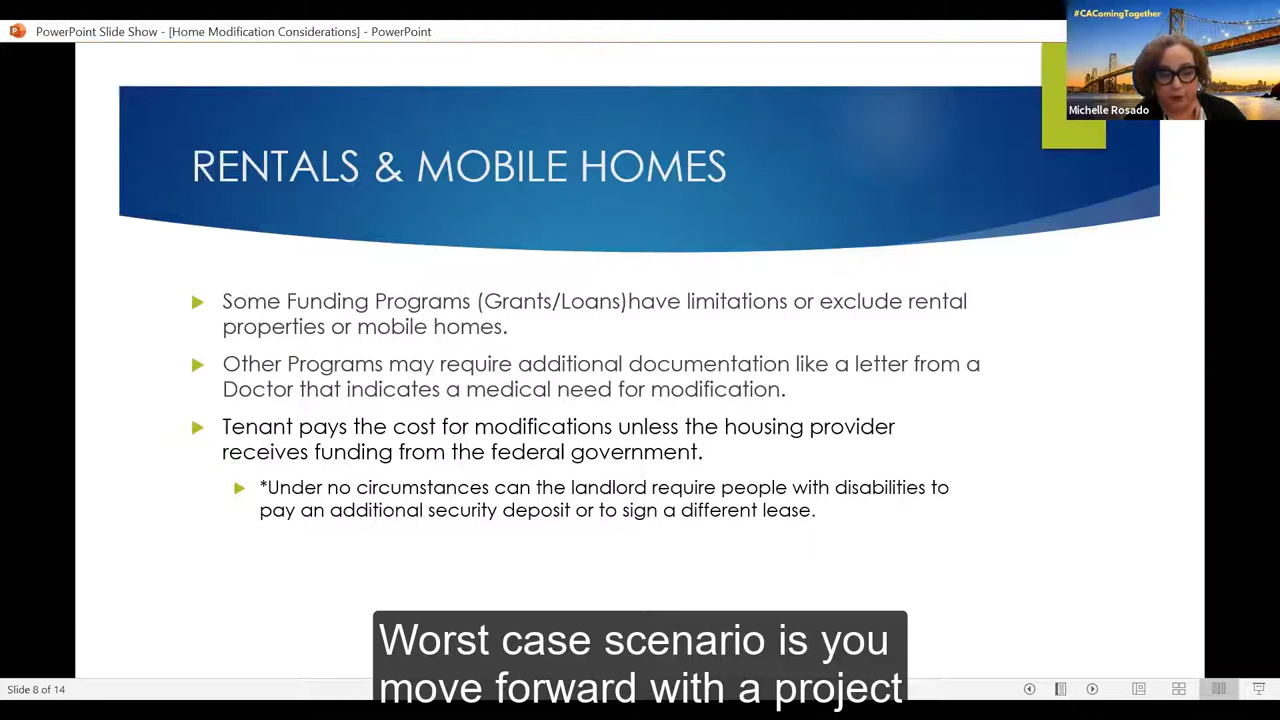 PowerPoint Slide Show - [Home Modification Considerations] - PowerPoint
#CAComingTogether
Michelle Rosado
RENTALS & MOBILE HOMES
Some Funding Programs (Grants/Loans)have limitations or exclude rental
properties or mobile homes.
Other Programs may require additional documentation like a letter from a
Doctor that indicates a medical need for modification.
Tenant pays the cost for modifications unless the housing provider
receives funding from the federal government.
*Under no circumstances can the landlord require people with disabilities to
pay an additional security deposit or to sign a different lease.
Worst case scenario is you
move forward with a project
Slide 8 of 14